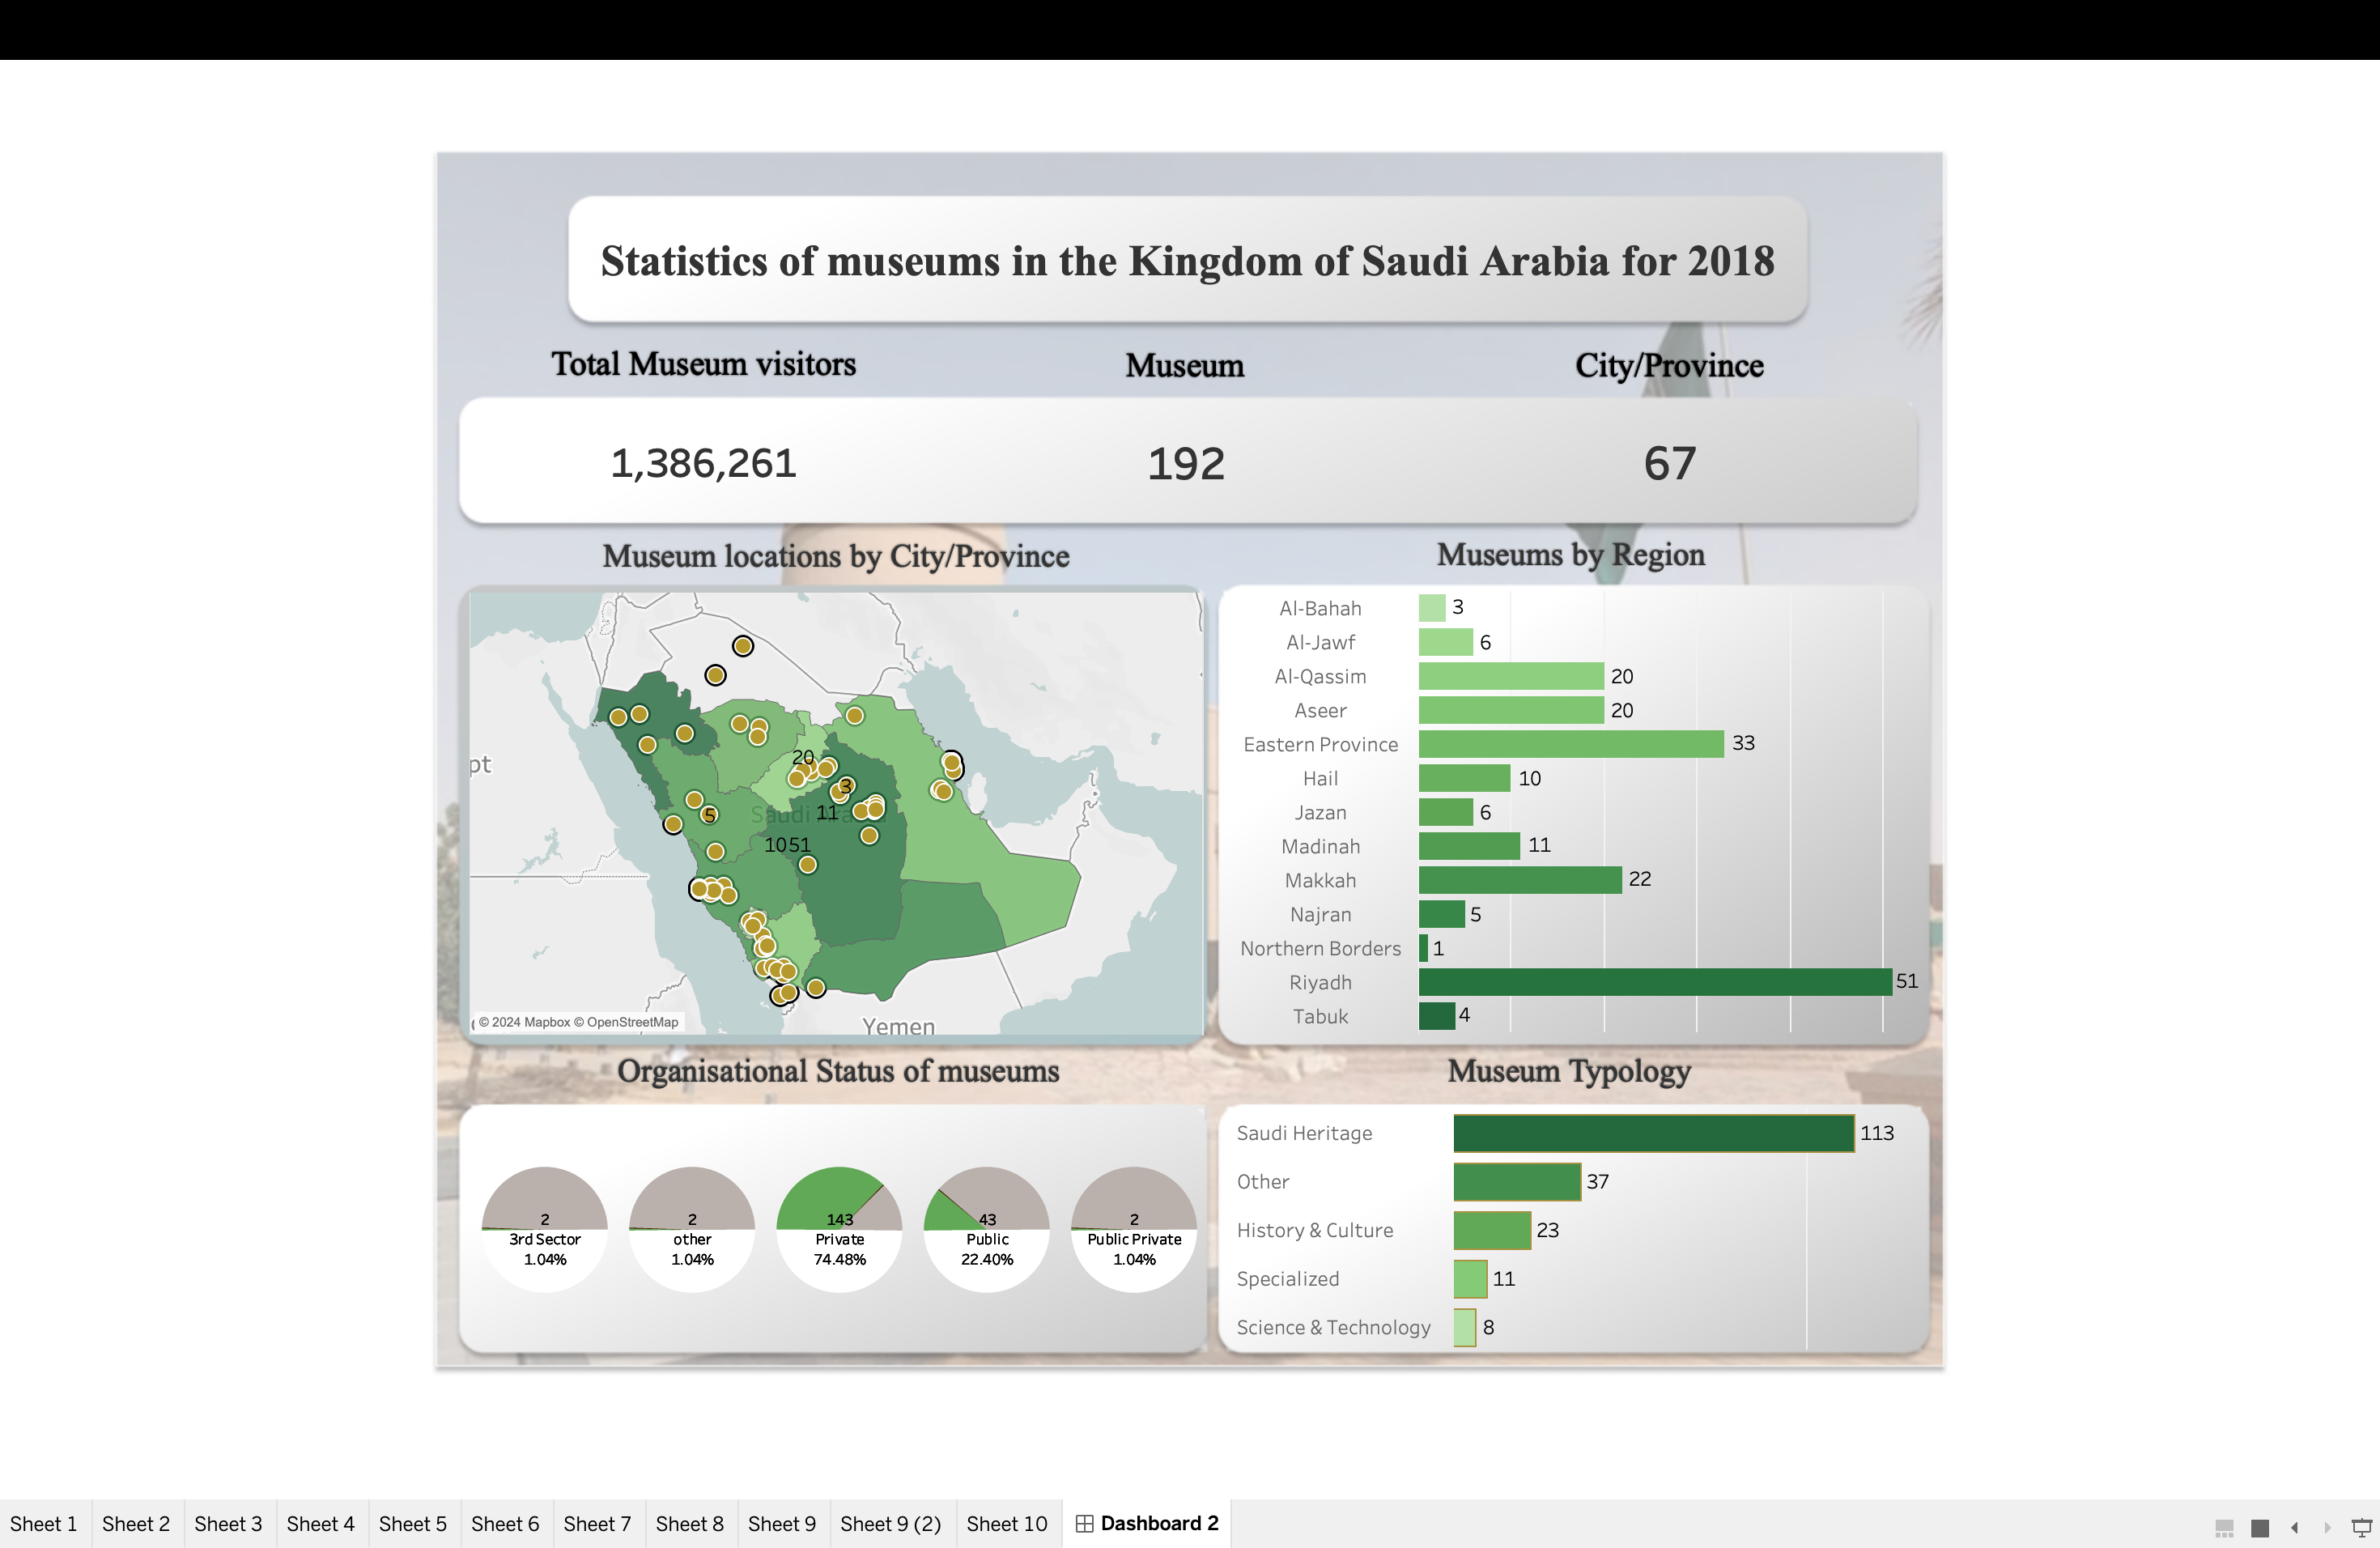 Statistics of museums in the Kingdom of Saudi Arabia for 2018
Total Museum visitors
Museum
City/Province
1,386,261
192
67
Museum locations by City/Province
Museums by Region
pt
20
3
5
11
Saudi Arabia
10
51
© 2024 Mapbox © OpenStreetMap
Yemen
Al-Bahah 3
Al-Jawf 6
Al-Qassim 20
Aseer 20
Eastern Province 33
Hail 10
Jazan 6
Madinah 11
Makkah 22
Najran 5
Northern Borders 1
Riyadh 51
Tabuk 4
Organisational Status of museums
Museum Typology
2
3rd Sector
1.04%
2
other
1.04%
143
Private
74.48%
43
Public
22.40%
2
Public Private
1.04%
Saudi Heritage 113
Other 37
History & Culture 23
Specialized 11
Science & Technology 8
Sheet 1 Sheet 2 Sheet 3 Sheet 4 Sheet 5 Sheet 6 Sheet 7 Sheet 8 Sheet 9 Sheet 9 (2) Sheet 10 Dashboard 2